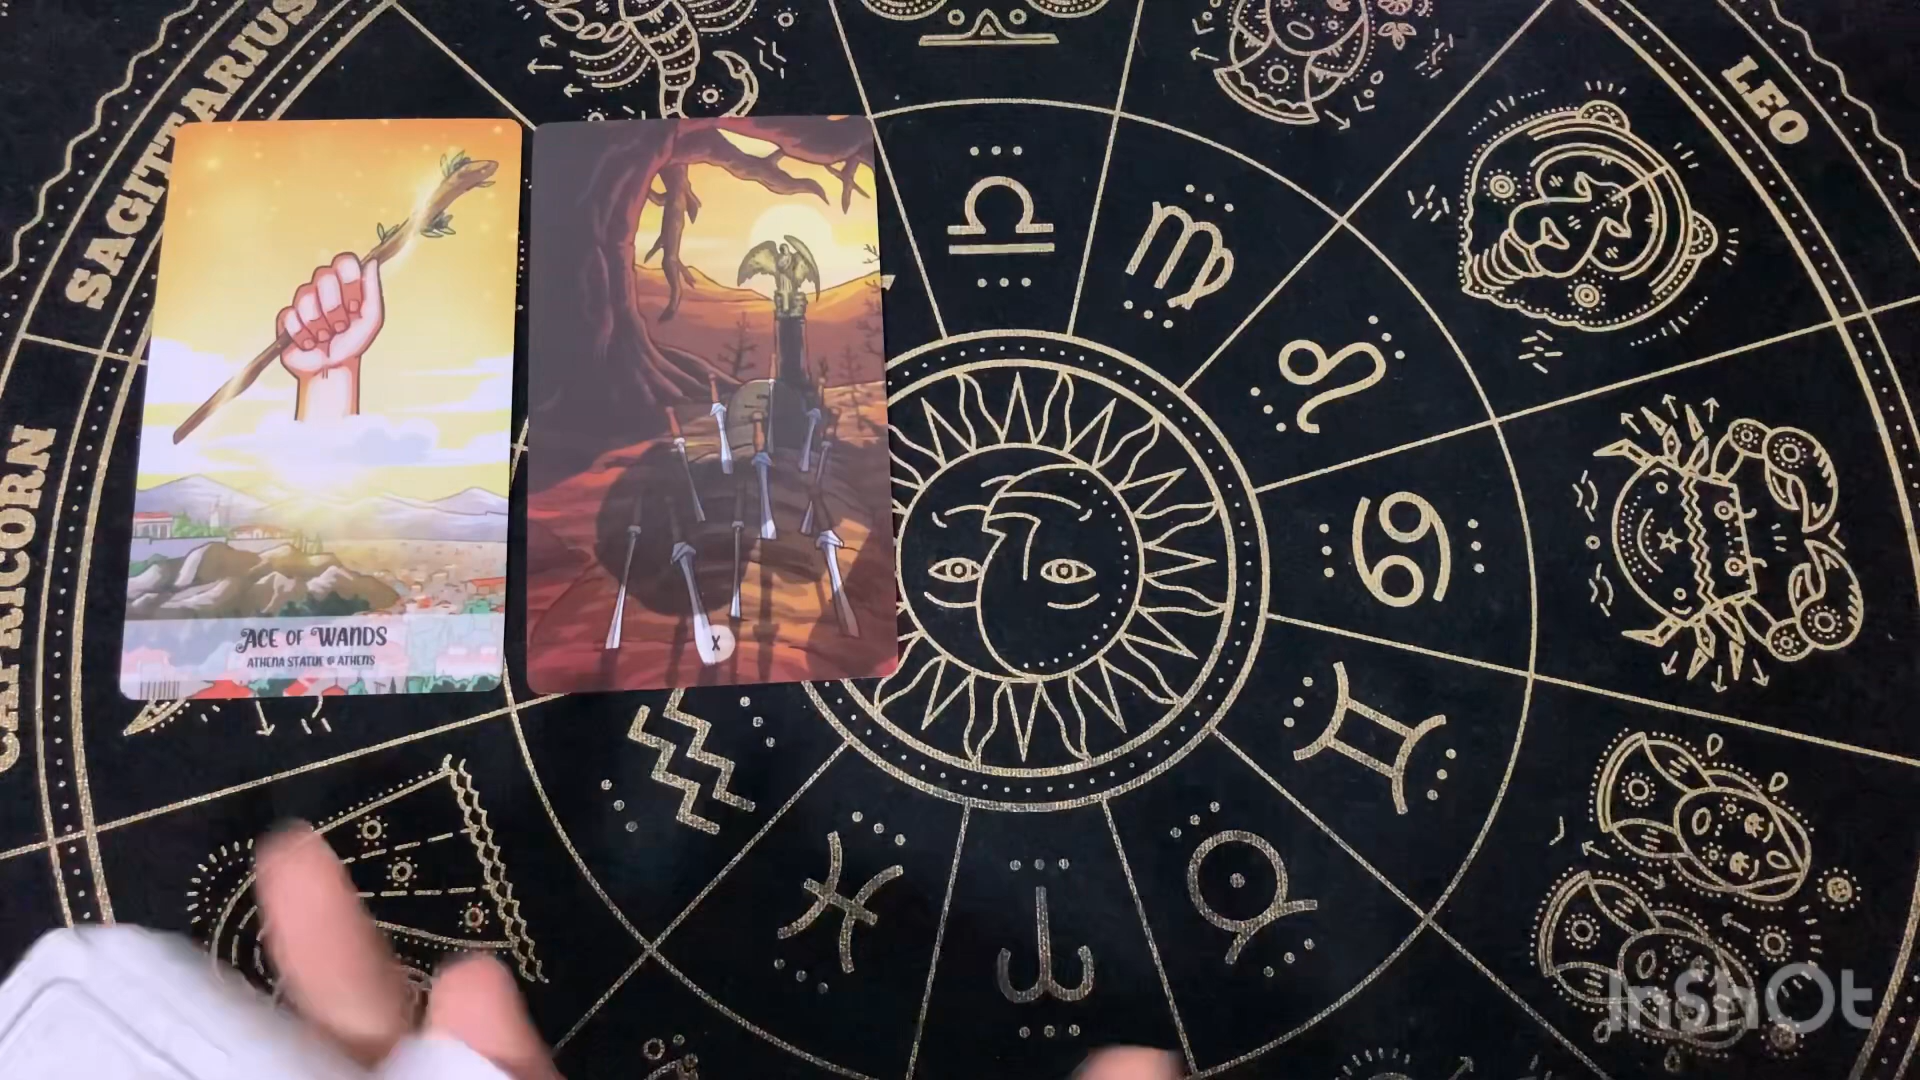 SAGITTARIUS
LEO
CAPRICORN
ACE OF WANDS
ATHENA STATUE @ ATHENS
X
InShOt